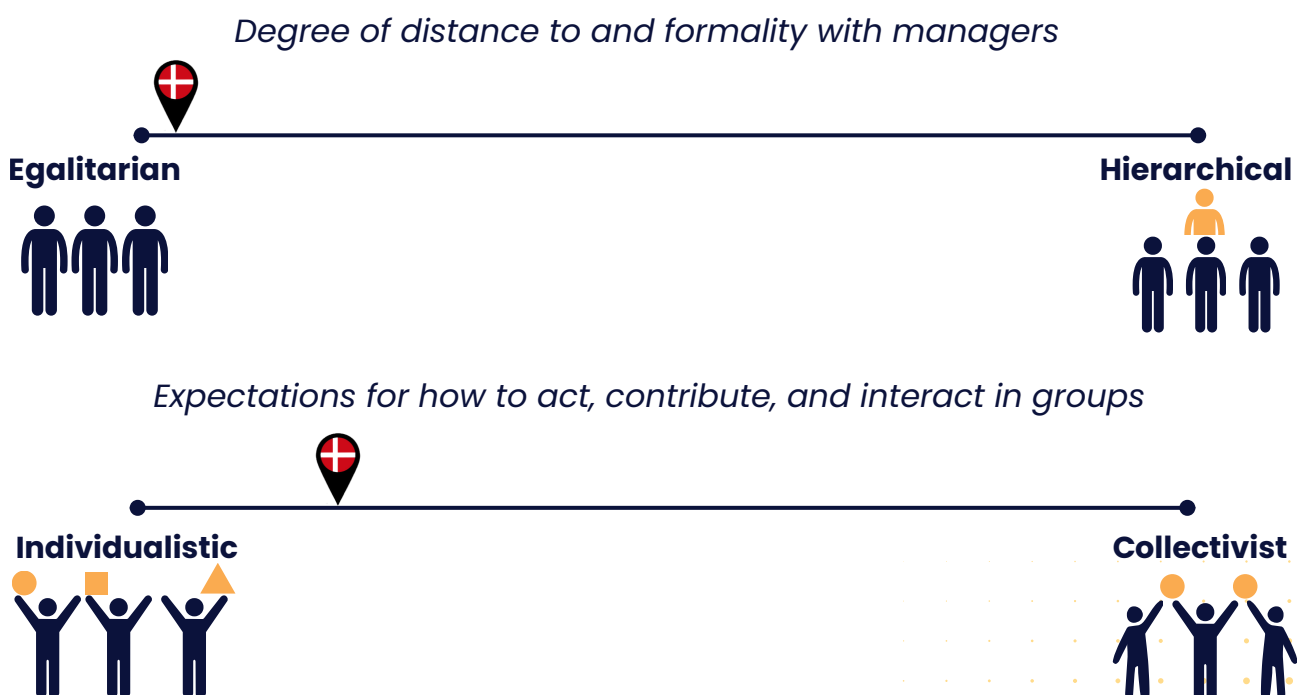 Degree of distance to and formality with managers
Egalitarian
Hierarchical
Expectations for how to act, contribute, and interact in groups
Individualistic
Collectivist